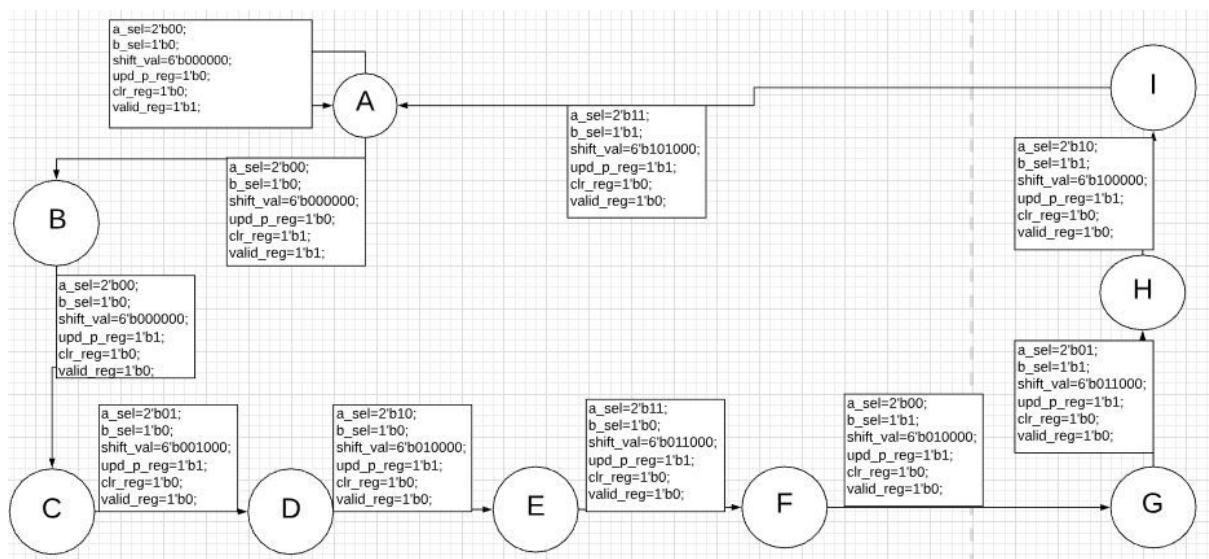 a_sel=2'b00;
b_sel=1'b0;
shift_val=6'b000000;
upd_p_reg=1'b0;
clr_reg=1'b0;
valid_reg=1'b1;
A
I
a_sel=2'b11;
b_sel=1'b1;
shift_val=6'b101000;
upd_p_reg=1'b1;
clr_reg=1'b0;
valid_reg=1'b0;
a_sel=2'b10;
b_sel=1'b1;
shift_val=6'b100000;
upd_p_reg=1'b1;
clr_reg=1'b0;
valid_reg=1'b0;
a_sel=2'b00;
b_sel=1'b0;
shift_val=6'b000000;
upd_p_reg=1'b0;
clr_reg=1'b1;
valid_reg=1'b1;
B
H
a_sel=2'b00;
b_sel=1'b0;
shift_val=6'b000000;
upd_p_reg=1'b1;
clr_reg=1'b0;
valid_reg=1'b0;
a_sel=2'b01;
b_sel=1'b1;
shift_val=6'b011000;
upd_p_reg=1'b1;
clr_reg=1'b0;
valid_reg=1'b0;
a_sel=2'b01;
b_sel=1'b0;
shift_val=6'b001000;
upd_p_reg=1'b1;
clr_reg=1'b0;
valid_reg=1'b0;
a_sel=2'b10;
b_sel=1'b0;
shift_val=6'b010000;
upd_p_reg=1'b1;
clr_reg=1'b0;
valid_reg=1'b0;
a_sel=2'b11;
b_sel=1'b0;
shift_val=6'b011000;
upd_p_reg=1'b1;
clr_reg=1'b0;
valid_reg=1'b0;
a_sel=2'b00;
b_sel=1'b1;
shift_val=6'b010000;
upd_p_reg=1'b1;
clr_reg=1'b0;
valid_reg=1'b0;
C
D
E
F
G